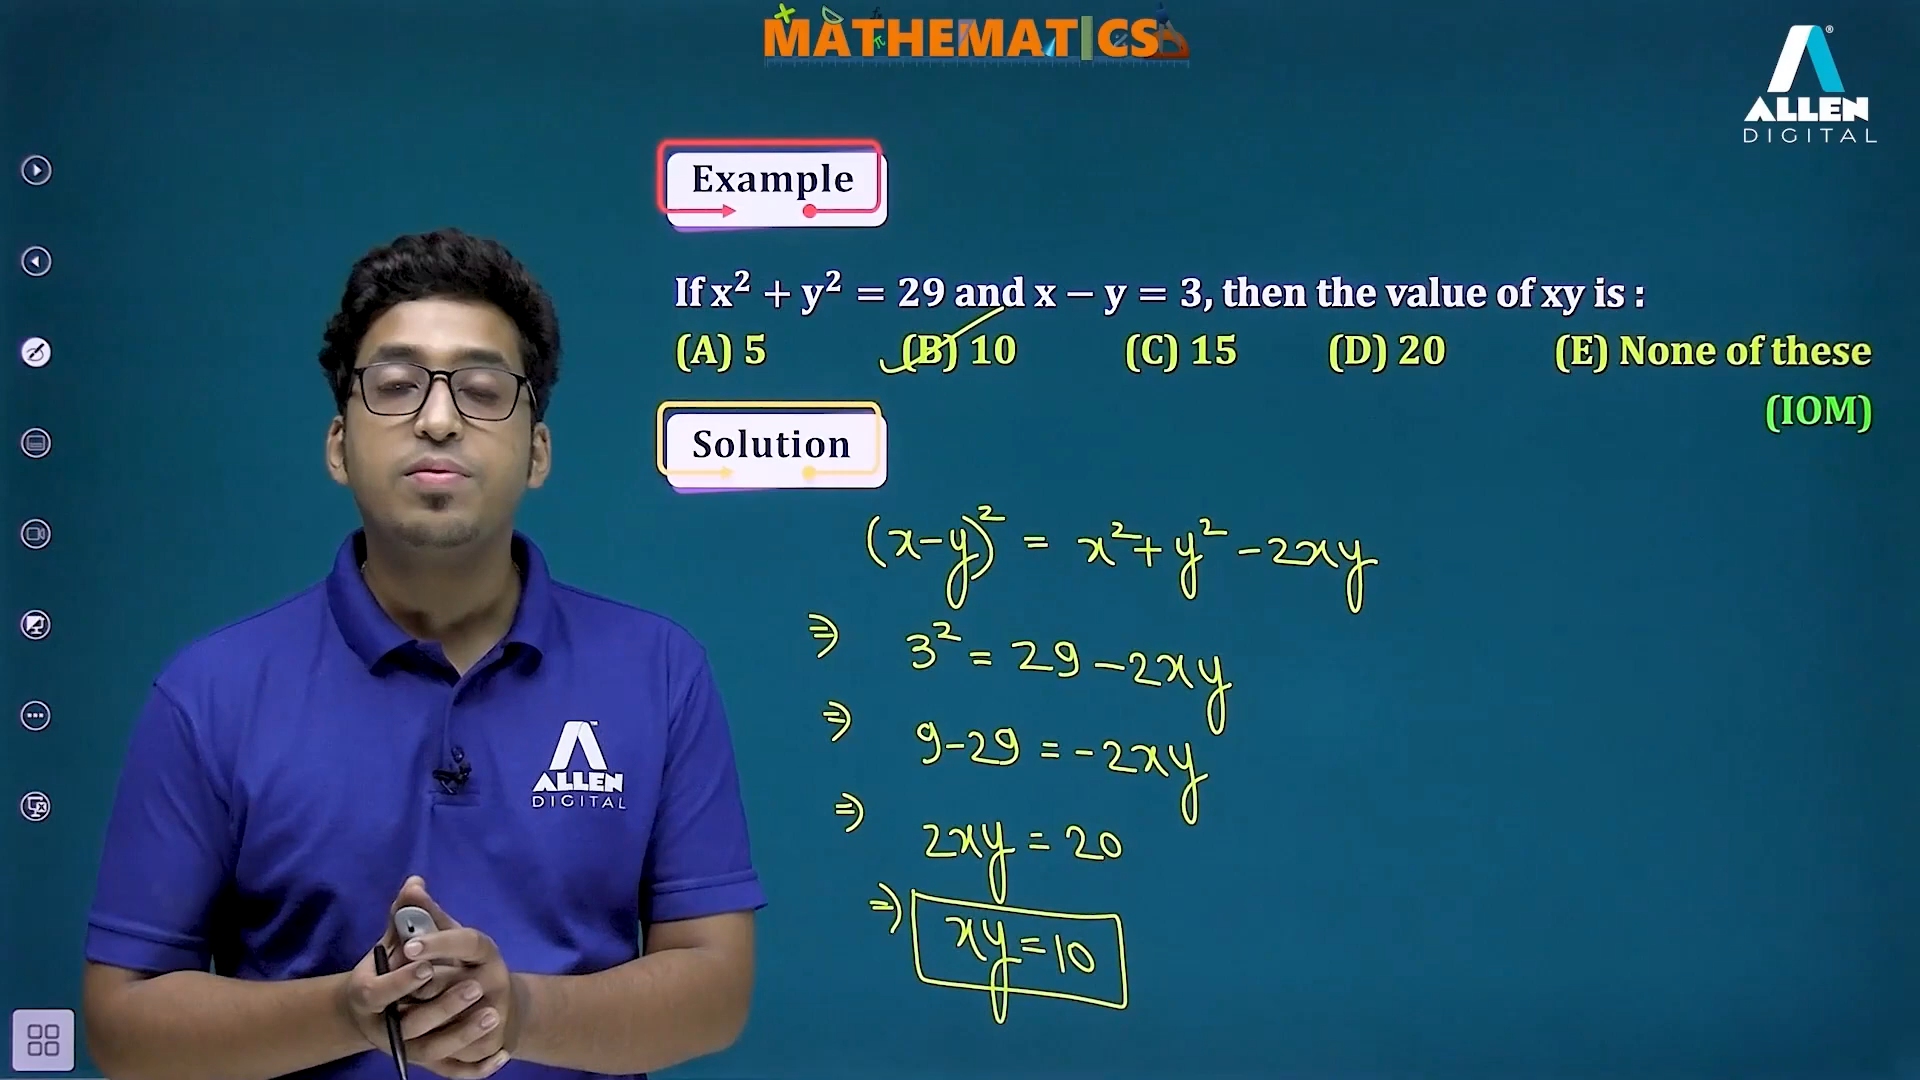 MATHEMATICS
ALLEN
DIGITAL
Example
If x² + y² = 29 and x − y = 3, then the value of xy is :
(A) 5 (B) 10 (C) 15 (D) 20 (E) None of these
(IOM)
Solution
(x-y)² = x² + y² - 2xy
⇒ 3² = 29 - 2xy
⇒ 9 - 29 = -2xy
⇒ 2xy = 20
⇒ xy = 10
ALLEN
DIGITAL